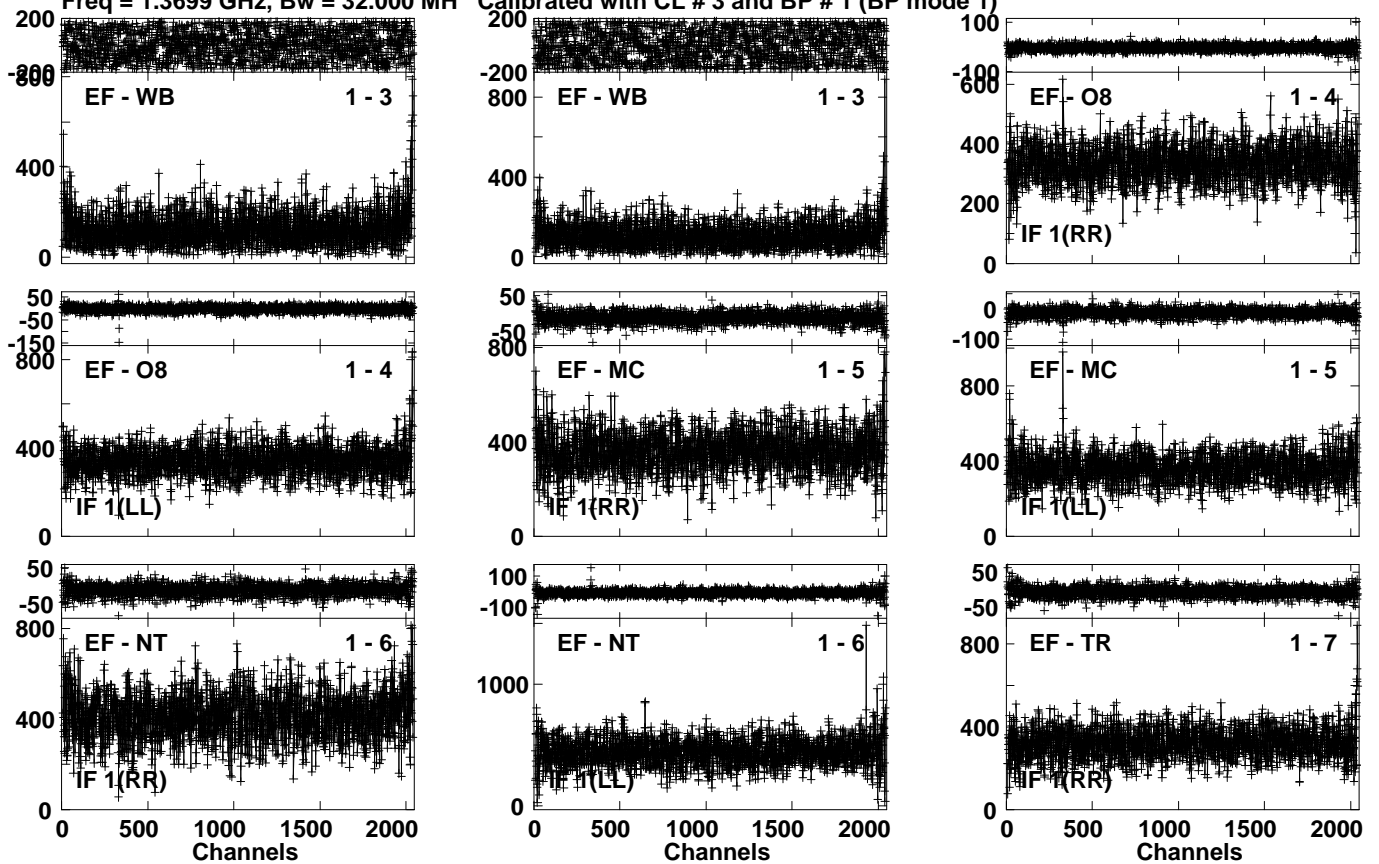 Freq = 1.3699 GHz, Bw = 32.000 MH Calibrated with CL # 3 and BP # 1 (BP mode 1)
200
-200
800
400
0
EF - WB 1 - 3
200
-200
800
400
0
EF - WB 1 - 3
100
-100
600
400
200
0
EF - O8 1 - 4
IF 1(RR)
50
-50
-150
800
400
0
EF - O8 1 - 4
IF 1(LL)
50
-50
800
400
0
EF - MC 1 - 5
IF 1(RR)
0
-100
800
400
0
EF - MC 1 - 5
IF 1(LL)
50
-50
800
400
0
EF - NT 1 - 6
IF 1(RR)
0 500 1000 1500 2000
Channels
100
-100
1000
0
EF - NT 1 - 6
IF 1(LL)
0 500 1000 1500 2000
Channels
50
-50
800
400
0
EF - TR 1 - 7
IF 1(RR)
0 500 1000 1500 2000
Channels